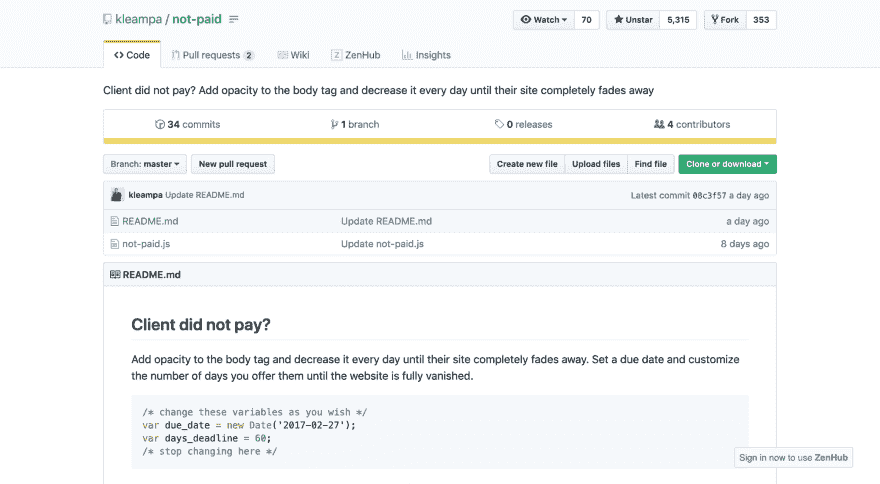 kleampa / not-paid
Watch 70 Unstar 5,315 Fork 353
Code Pull requests 2 Wiki ZenHub Insights
Client did not pay? Add opacity to the body tag and decrease it every day until their site completely fades away
34 commits 1 branch 0 releases 4 contributors
Branch: master New pull request Create new file Upload files Find file Clone or download
kleampa Update README.md Latest commit 08c3f57 a day ago
README.md Update README.md a day ago
not-paid.js Update not-paid.js 8 days ago
README.md
Client did not pay?
Add opacity to the body tag and decrease it every day until their site completely fades away. Set a due date and customize
the number of days you offer them until the website is fully vanished.
/* change these variables as you wish */
var due_date = new Date('2017-02-27');
var days_deadline = 60;
/* stop changing here */
Sign in now to use ZenHub